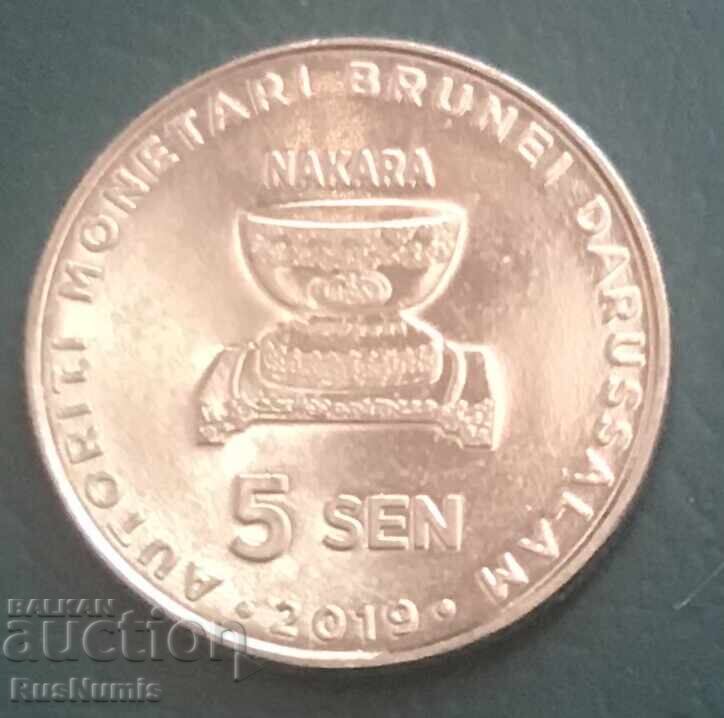 AUTORITI MONETARI BRUNEI DARUSSALAM
NAKARA
5 SEN
• 2019 •
BALKAN
auction
RusNumis